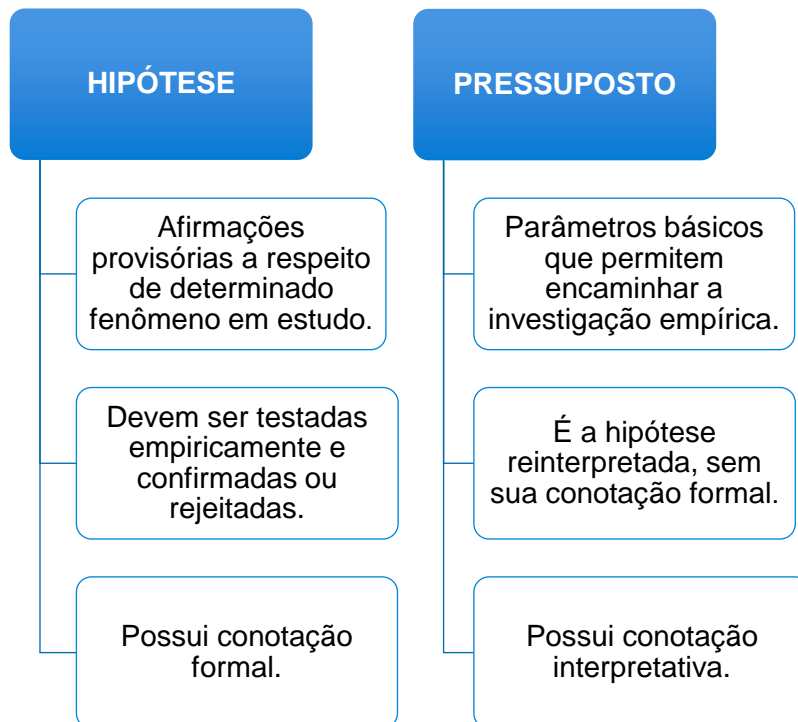 HIPÓTESE
Afirmações
provisórias a respeito
de determinado
fenômeno em estudo.
Devem ser testadas
empiricamente e
confirmadas ou
rejeitadas.
Possui conotação
formal.
PRESSUPOSTO
Parâmetros básicos
que permitem
encaminhar a
investigação empírica.
É a hipótese
reinterpretada, sem
sua conotação formal.
Possui conotação
interpretativa.